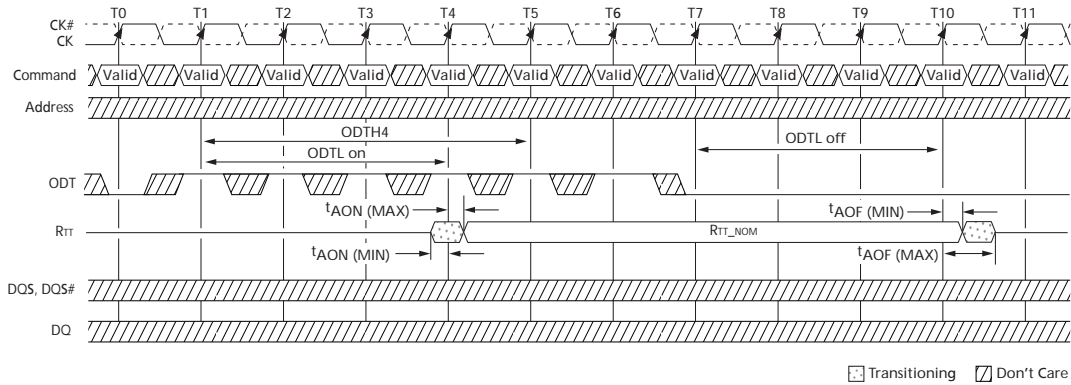 T0 T1 T2 T3 T4 T5 T6 T7 T8 T9 T10 T11
CK#
CK
Command Valid Valid Valid Valid Valid Valid Valid Valid Valid Valid Valid Valid
Address
ODTH4
ODTL on
ODTL off
ODT
tAON (MAX)
tAOF (MIN)
RTT
RTT_NOM
tAON (MIN)
tAOF (MAX)
DQS, DQS#
DQ
Transitioning Don't Care